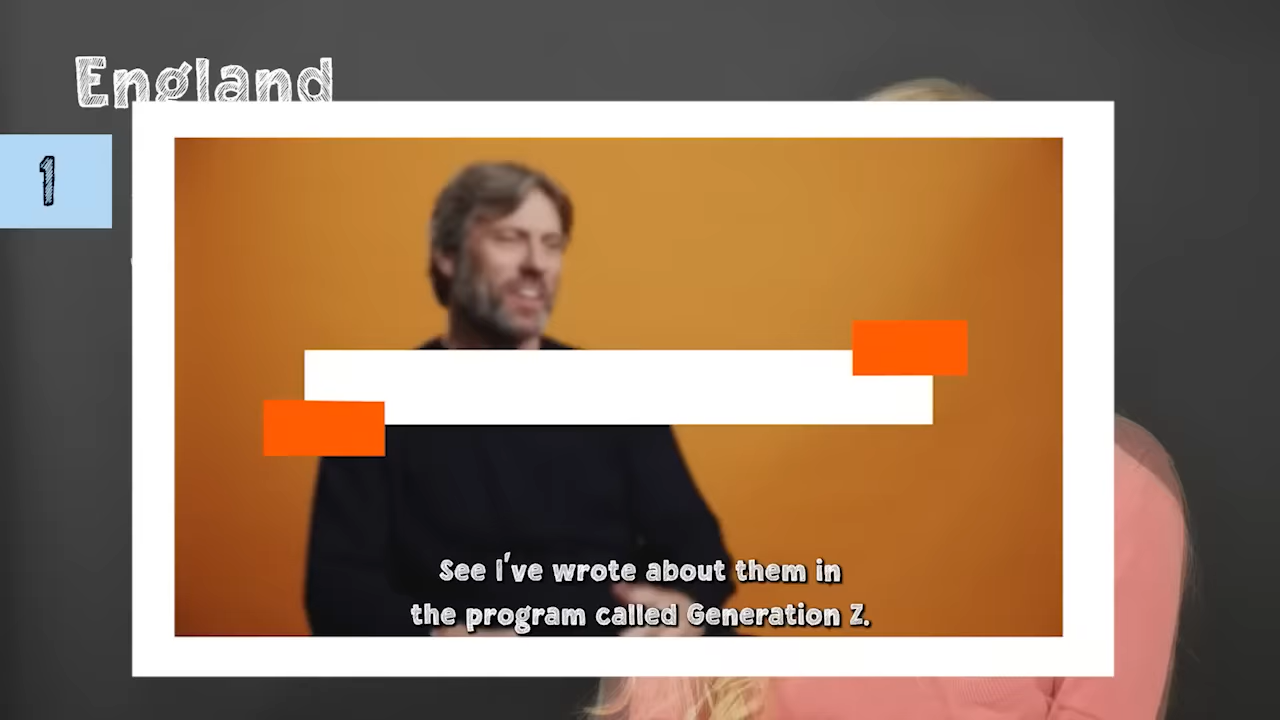 England
1
See I've wrote about them in
the program called Generation Z.